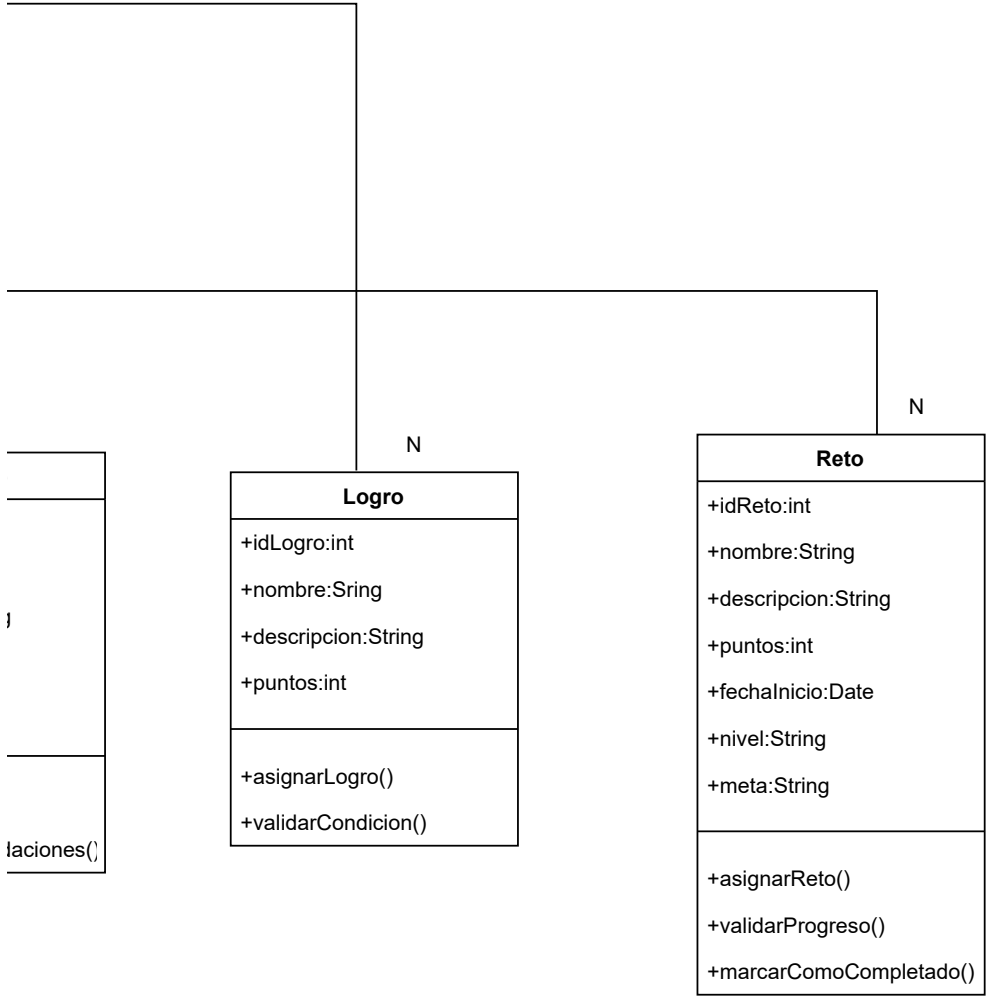 N
Reto
+idReto:int
+nombre:String
+descripcion:String
+puntos:int
+fechaInicio:Date
+nivel:String
+meta:String
+asignarReto()
+validarProgreso()
+marcarComoCompletado()
N
Logro
+idLogro:int
+nombre:Sring
+descripcion:String
+puntos:int
+asignarLogro()
+validarCondicion()
daciones()